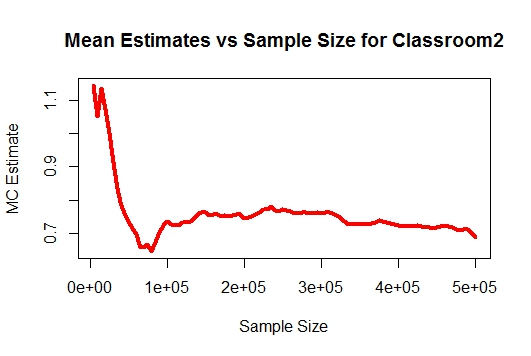 Mean Estimates vs Sample Size for Classroom2
MC Estimate
1.1
0.9
0.7
0e+00 1e+05 2e+05 3e+05 4e+05 5e+05
Sample Size